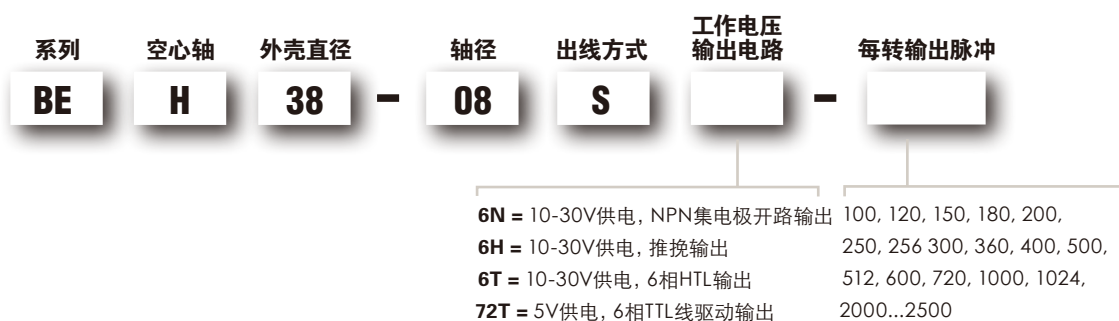 系列 空心轴 外壳直径 轴径 出线方式 工作电压 输出电路 每转输出脉冲
BE H 38 - 08 S -
6N = 10-30V供电, NPN集电极开路输出
6H = 10-30V供电, 推挽输出
6T = 10-30V供电, 6相HTL输出
72T = 5V供电, 6相TTL线驱动输出
100, 120, 150, 180, 200,
250, 256 300, 360, 400, 500,
512, 600, 720, 1000, 1024,
2000...2500